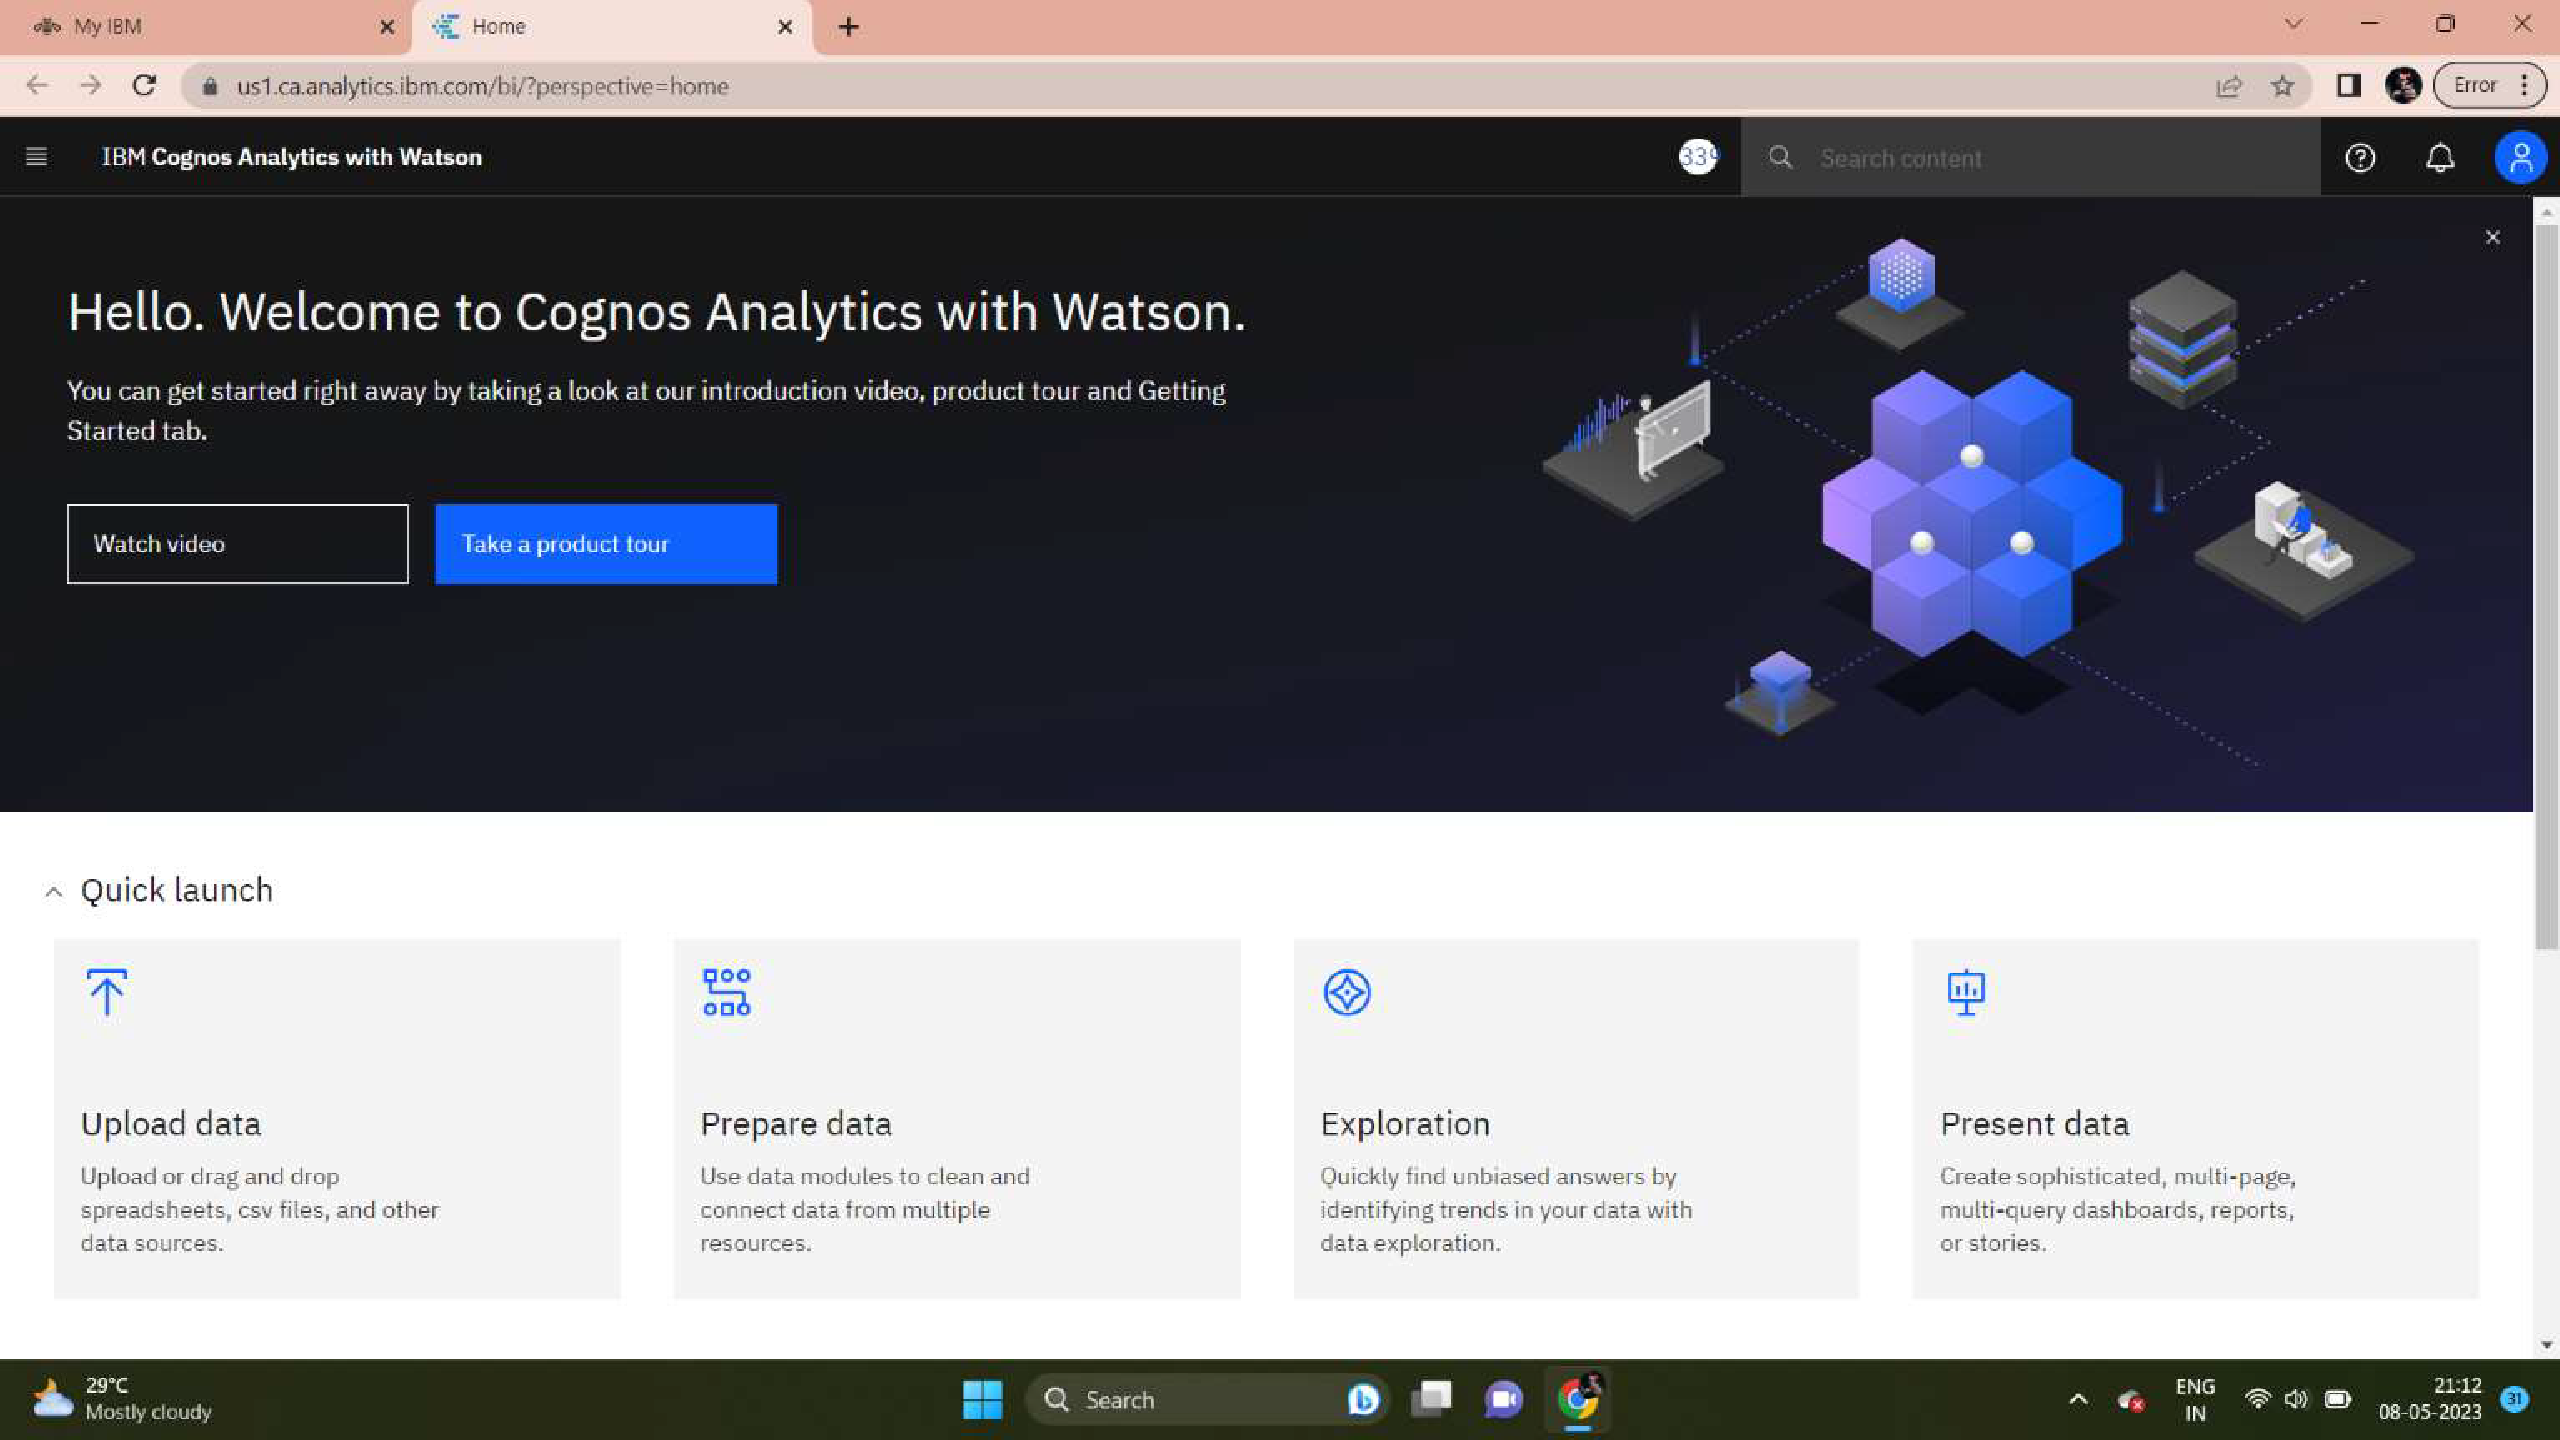 My IBM
Home
us1.ca.analytics.ibm.com/bi/?perspective=home
Error
IBM Cognos Analytics with Watson
Search content
Hello. Welcome to Cognos Analytics with Watson.
You can get started right away by taking a look at our introduction video, product tour and Getting
Started tab.
Watch video
Take a product tour
Quick launch
Upload data
Upload or drag and drop
spreadsheets, csv files, and other
data sources.
Prepare data
Use data modules to clean and
connect data from multiple
resources.
Exploration
Quickly find unbiased answers by
identifying trends in your data with
data exploration.
Present data
Create sophisticated, multi-page,
multi-query dashboards, reports,
or stories.
29°C
Mostly cloudy
Search
ENG
IN
21:12
08-05-2023
31